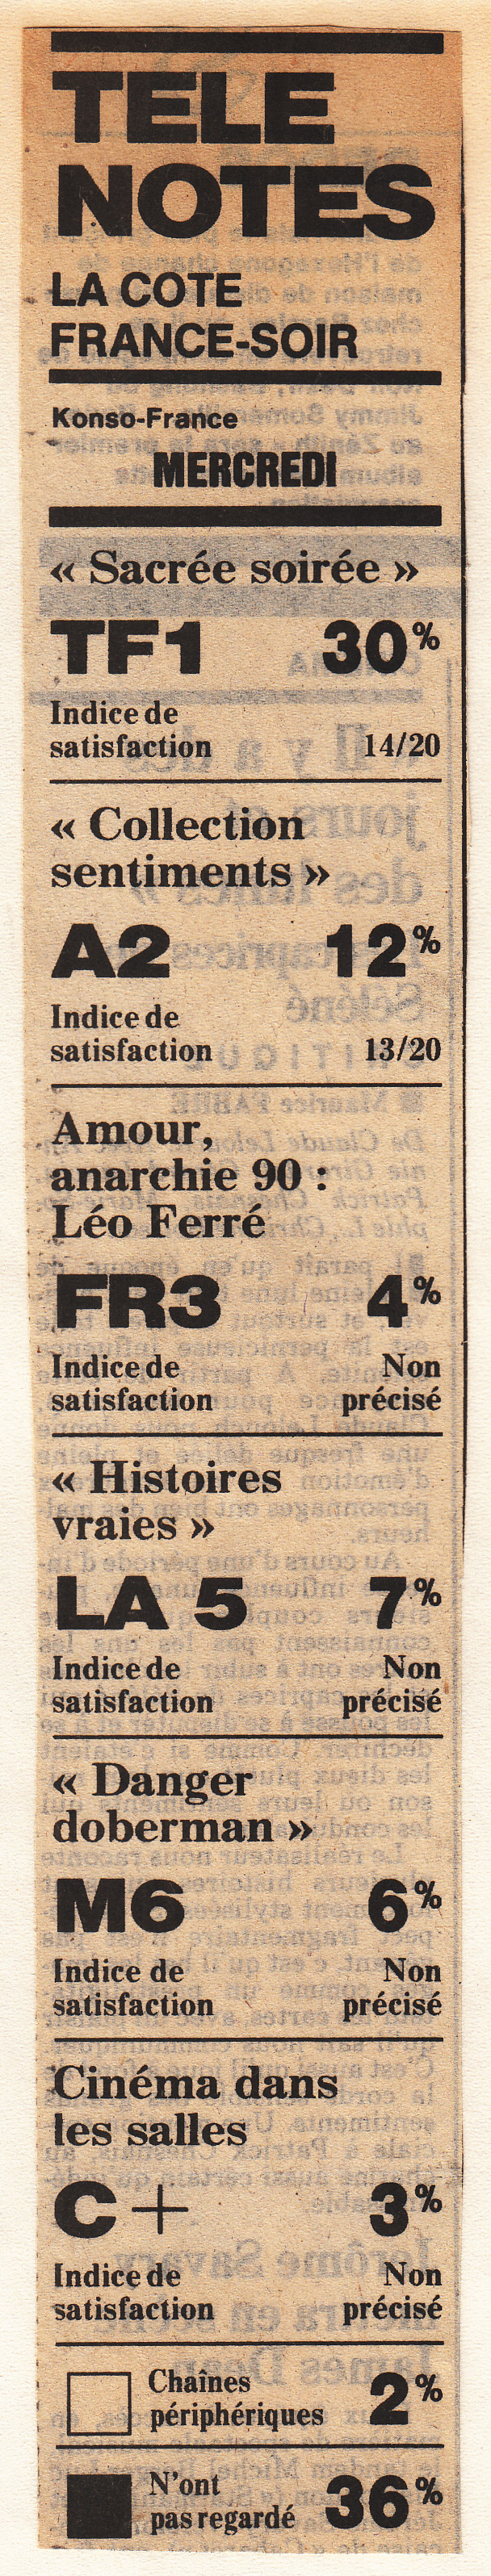 TELE
NOTES
LA COTE
FRANCE-SOIR
Konso-France
MERCREDI
« Sacrée soirée »
TF1 30%
Indice de
satisfaction 14/20
« Collection
sentiments »
A2 12%
Indice de
satisfaction 13/20
Amour,
anarchie 90 :
Léo Ferré
FR3 4%
Indice de Non
satisfaction précisé
« Histoires
vraies »
LA 5 7%
Indice de Non
satisfaction précisé
« Danger
doberman »
M6 6%
Indice de Non
satisfaction précisé
Cinéma dans
les salles
C+ 3%
Indice de Non
satisfaction précisé
Chaînes
périphériques 2%
N'ont
pas regardé 36%